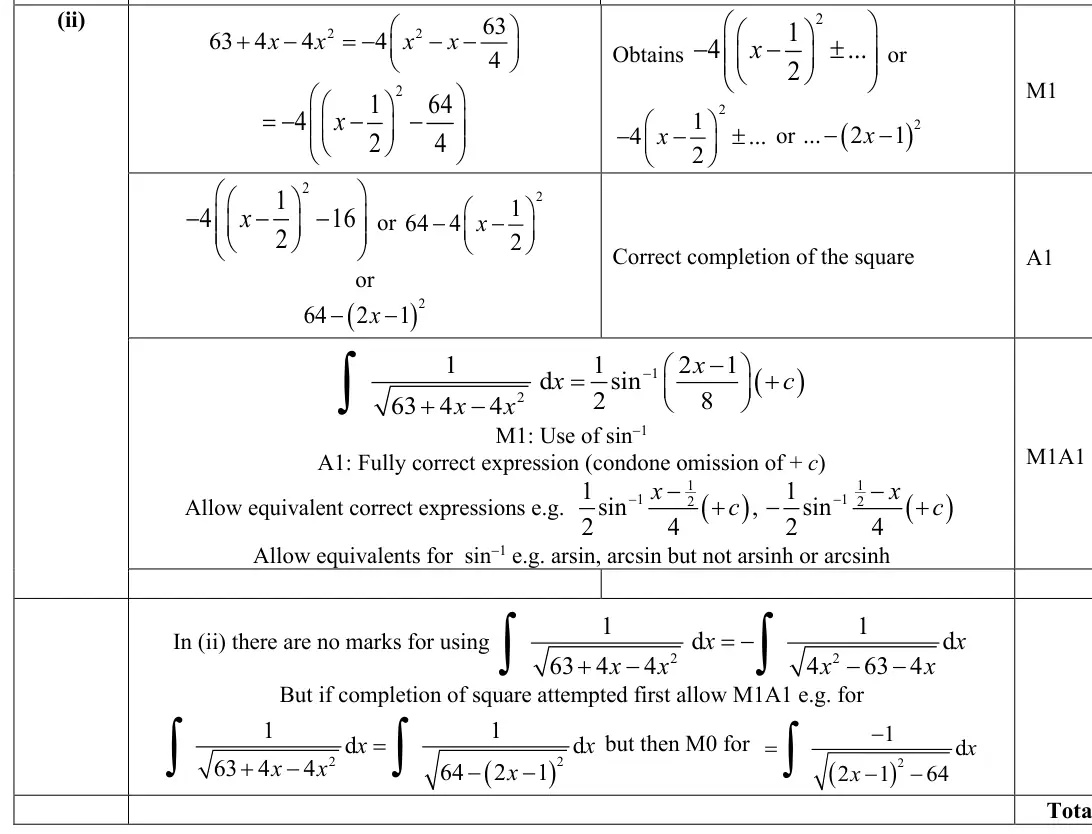 (ii)
63 + 4x − 4x² = −4(x² − x − 63/4)
= −4((x − 1/2)² − 64/4)
Obtains −4((x − 1/2)² ± ...) or
−4(x − 1/2)² ± ... or ... − (2x − 1)²
M1
−4((x − 1/2)² − 16) or 64 − 4(x − 1/2)²
or
64 − (2x − 1)²
Correct completion of the square
A1
∫ 1/√(63 + 4x − 4x²) dx = 1/2 sin⁻¹((2x − 1)/8)(+ c)
M1: Use of sin⁻¹
A1: Fully correct expression (condone omission of + c)
Allow equivalent correct expressions e.g. 1/2 sin⁻¹ (x − 1/2)/4 (+ c), −1/2 sin⁻¹ (1/2 − x)/4 (+ c)
Allow equivalents for sin⁻¹ e.g. arsin, arcsin but not arsinh or arcsinh
M1A1
In (ii) there are no marks for using ∫ 1/√(63 + 4x − 4x²) dx = −∫ 1/√(4x² − 63 − 4x) dx
But if completion of square attempted first allow M1A1 e.g. for
∫ 1/√(63 + 4x − 4x²) dx = ∫ 1/√(64 − (2x − 1)²) dx but then M0 for = ∫ −1/√((2x − 1)² − 64) dx
Tota